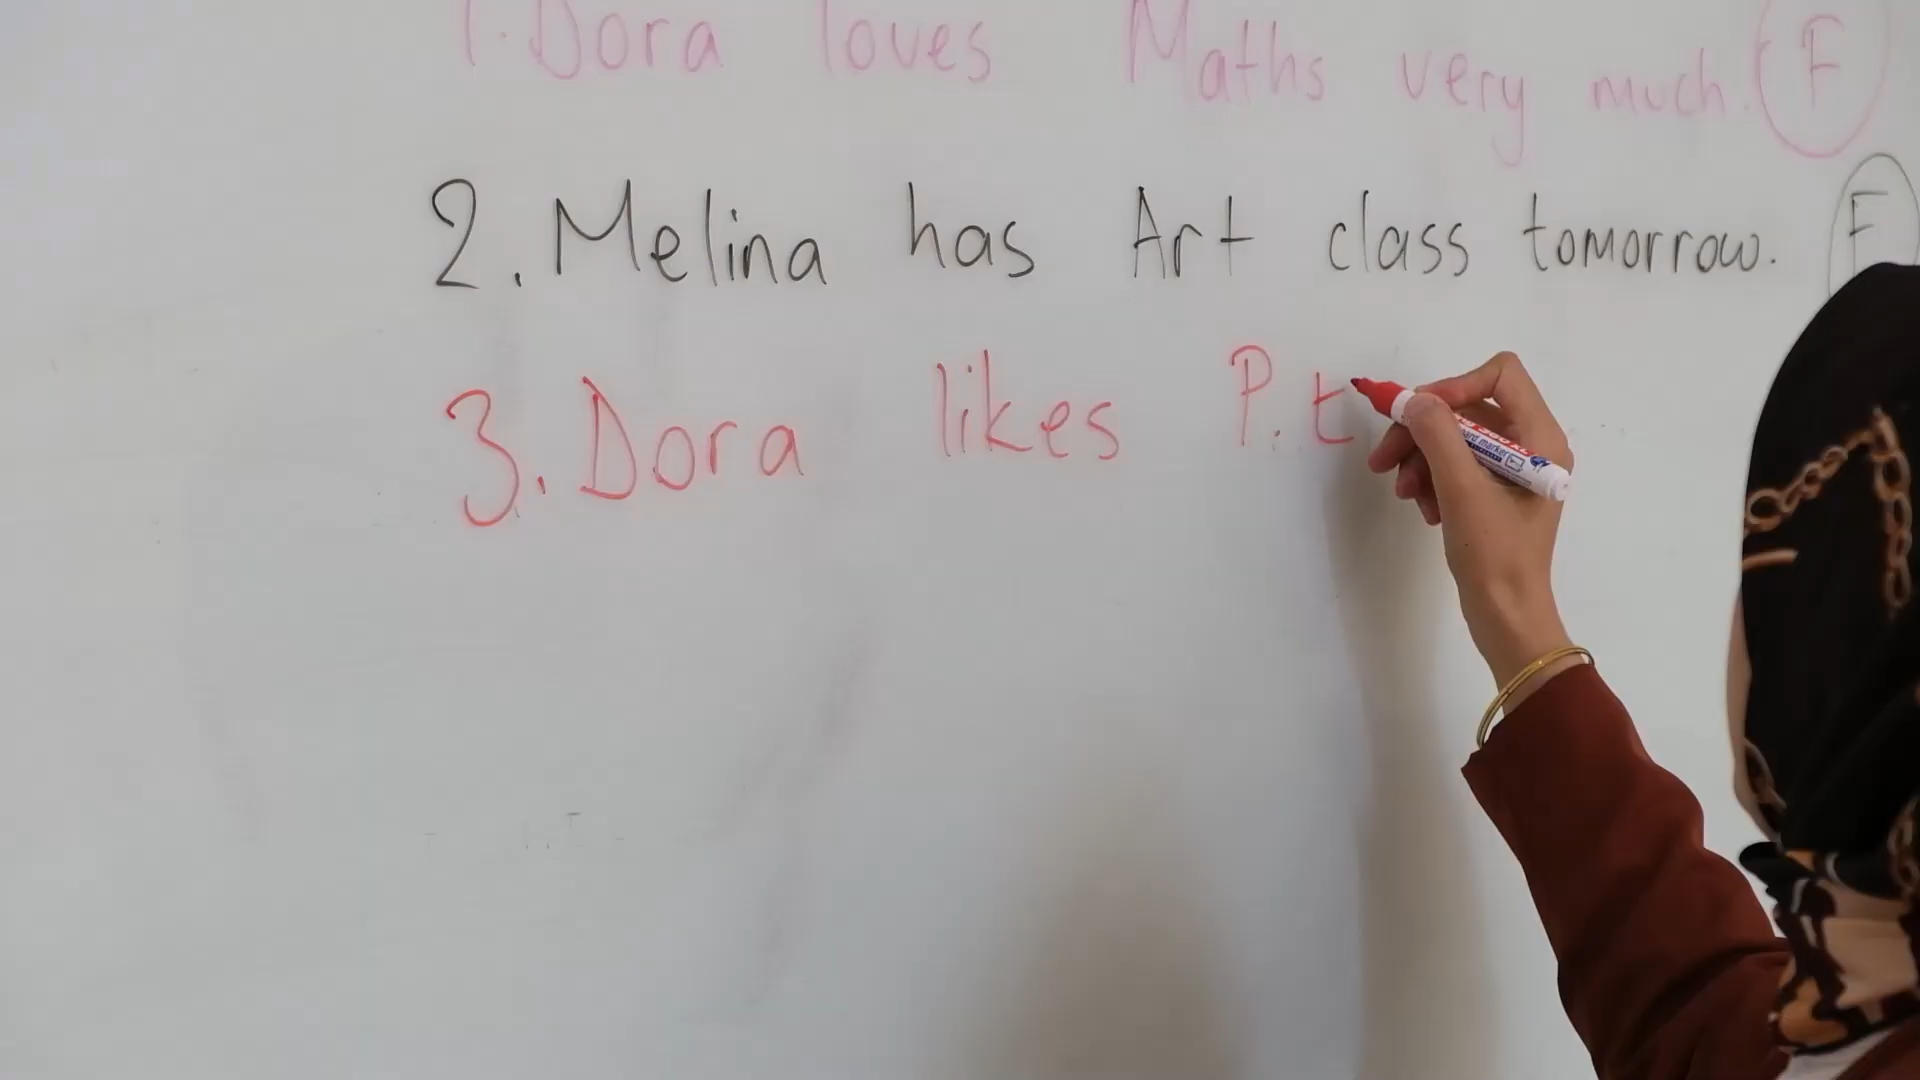 1. Dora loves Maths very much. F
2. Melina has Art class tomorrow. F
3. Dora likes P.t